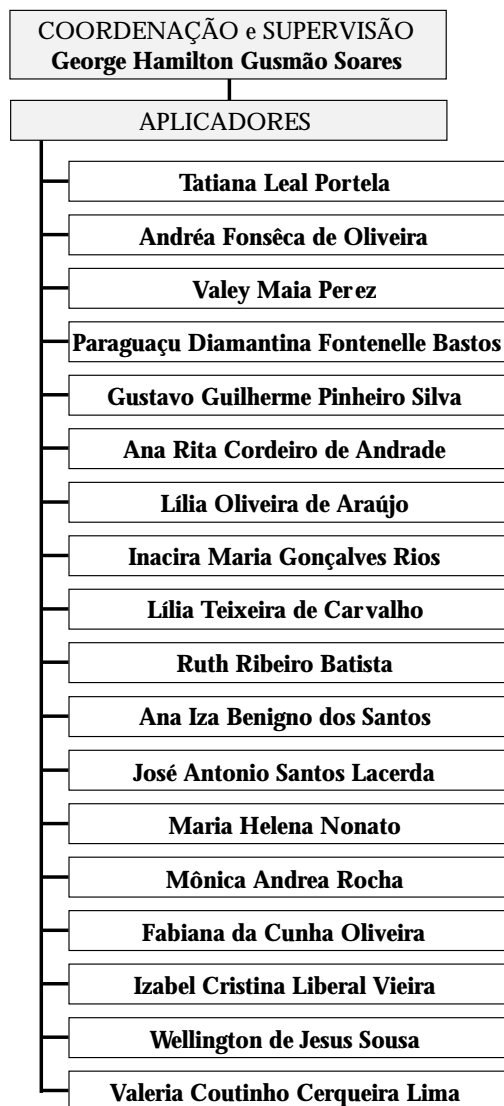 COORDENAÇÃO e SUPERVISÃO
George Hamilton Gusmão Soares
APLICADORES
Tatiana Leal Portela
Andréa Fonsêca de Oliveira
Valey Maia Perez
Paraguaçu Diamantina Fontenelle Bastos
Gustavo Guilherme Pinheiro Silva
Ana Rita Cordeiro de Andrade
Lília Oliveira de Araújo
Inacira Maria Gonçalves Rios
Lília Teixeira de Carvalho
Ruth Ribeiro Batista
Ana Iza Benigno dos Santos
José Antonio Santos Lacerda
Maria Helena Nonato
Mônica Andrea Rocha
Fabiana da Cunha Oliveira
Izabel Cristina Liberal Vieira
Wellington de Jesus Sousa
Valeria Coutinho Cerqueira Lima